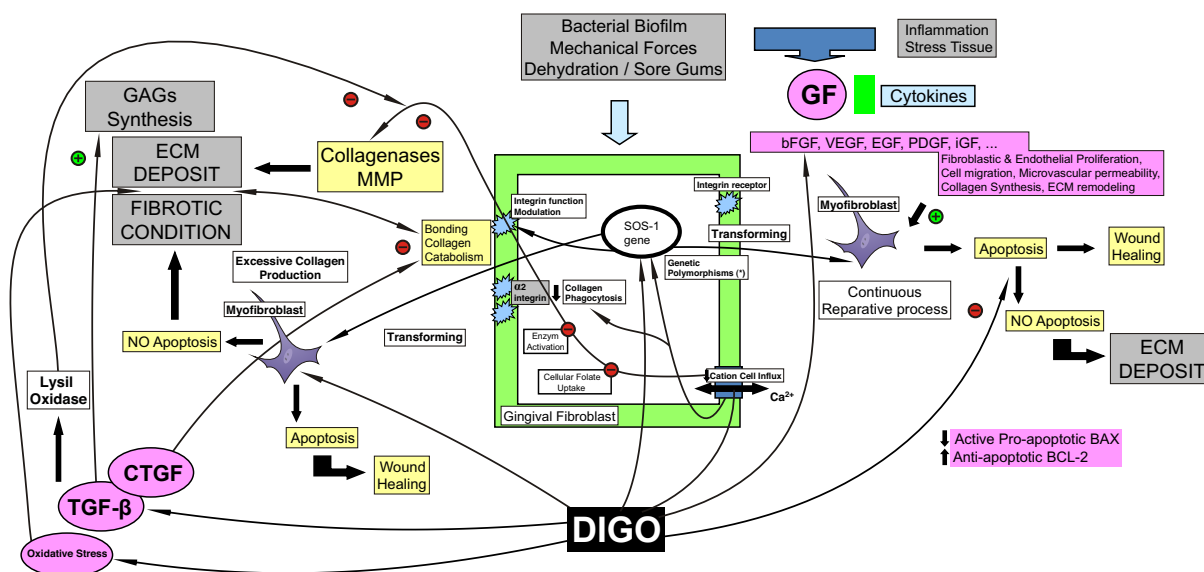 Bacterial Biofilm
Mechanical Forces
Dehydration / Sore Gums
Inflammation
Stress Tissue
GF
Cytokines
bFGF, VEGF, EGF, PDGF, iGF, ...
Fibroblastic & Endothelial Proliferation,
Cell migration, Microvascular permeability,
Collagen Synthesis, ECM remodeling
GAGs
Synthesis
ECM
DEPOSIT
FIBROTIC
CONDITION
Collagenases
MMP
Bonding
Collagen
Catabolism
Excessive Collagen
Production
Myofibroblast
NO Apoptosis
Transforming
Apoptosis
Wound
Healing
Lysil
Oxidase
CTGF
TGF-β
Oxidative Stress
Integrin function
Modulation
Integrin receptor
SOS-1
gene
Transforming
Genetic
Polymorphisms (*)
α2
integrin
Collagen
Phagocytosis
Enzym
Activation
Cellular Folate
Uptake
Cation Cell Influx
Ca2+
Gingival Fibroblast
Myofibroblast
Apoptosis
Wound
Healing
Continuous
Reparative process
NO Apoptosis
ECM
DEPOSIT
Active Pro-apoptotic BAX
Anti-apoptotic BCL-2
DIGO